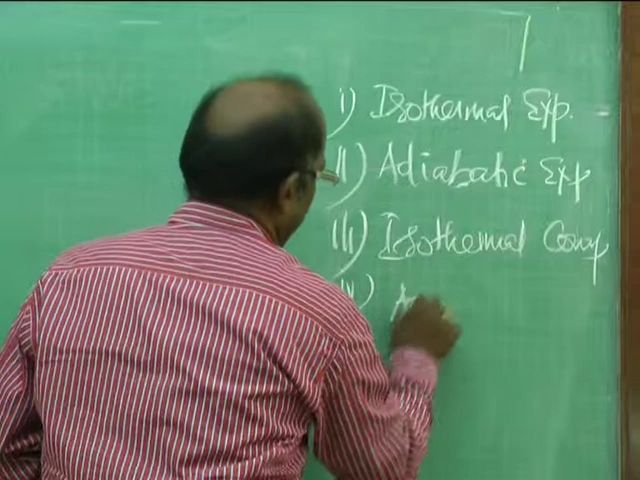 i) Isothermal Exp.
ii) Adiabatic Exp
iii) Isothermal Comp
iv) A